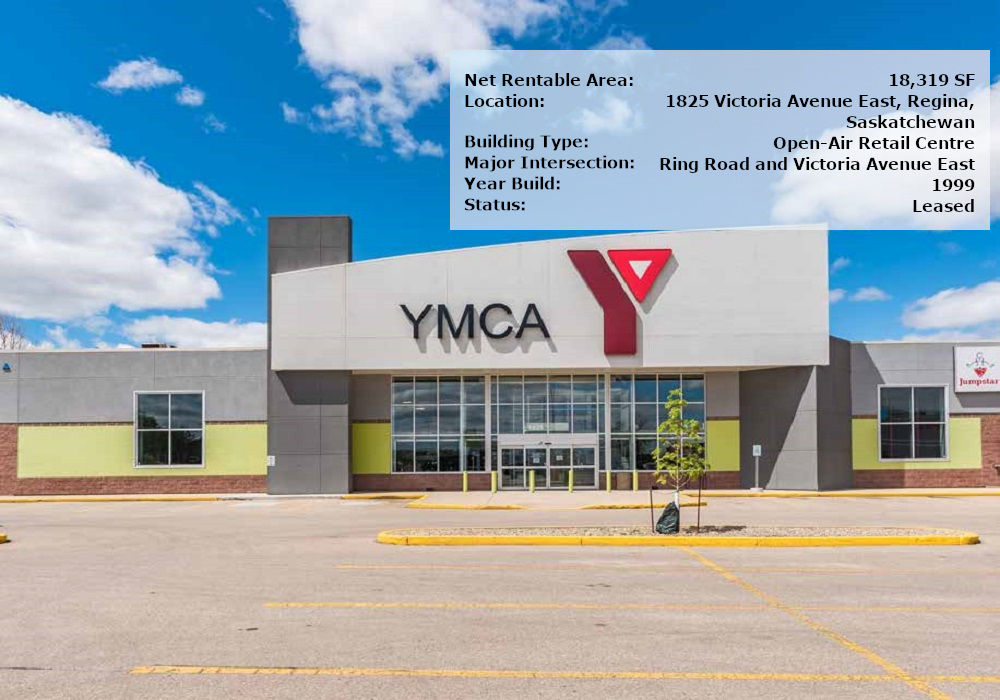 Net Rentable Area: 18,319 SF
Location: 1825 Victoria Avenue East, Regina,
Saskatchewan
Building Type: Open-Air Retail Centre
Major Intersection: Ring Road and Victoria Avenue East
Year Build: 1999
Status: Leased
YMCA
Jumpstar